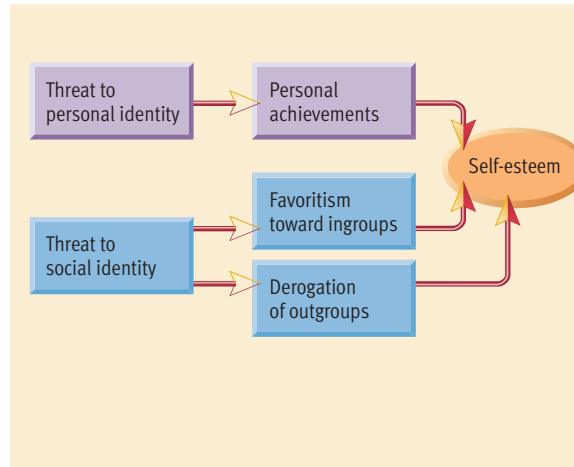 Threat to
personal identity
Personal
achievements
Self-esteem
Favoritism
toward ingroups
Threat to
social identity
Derogation
of outgroups